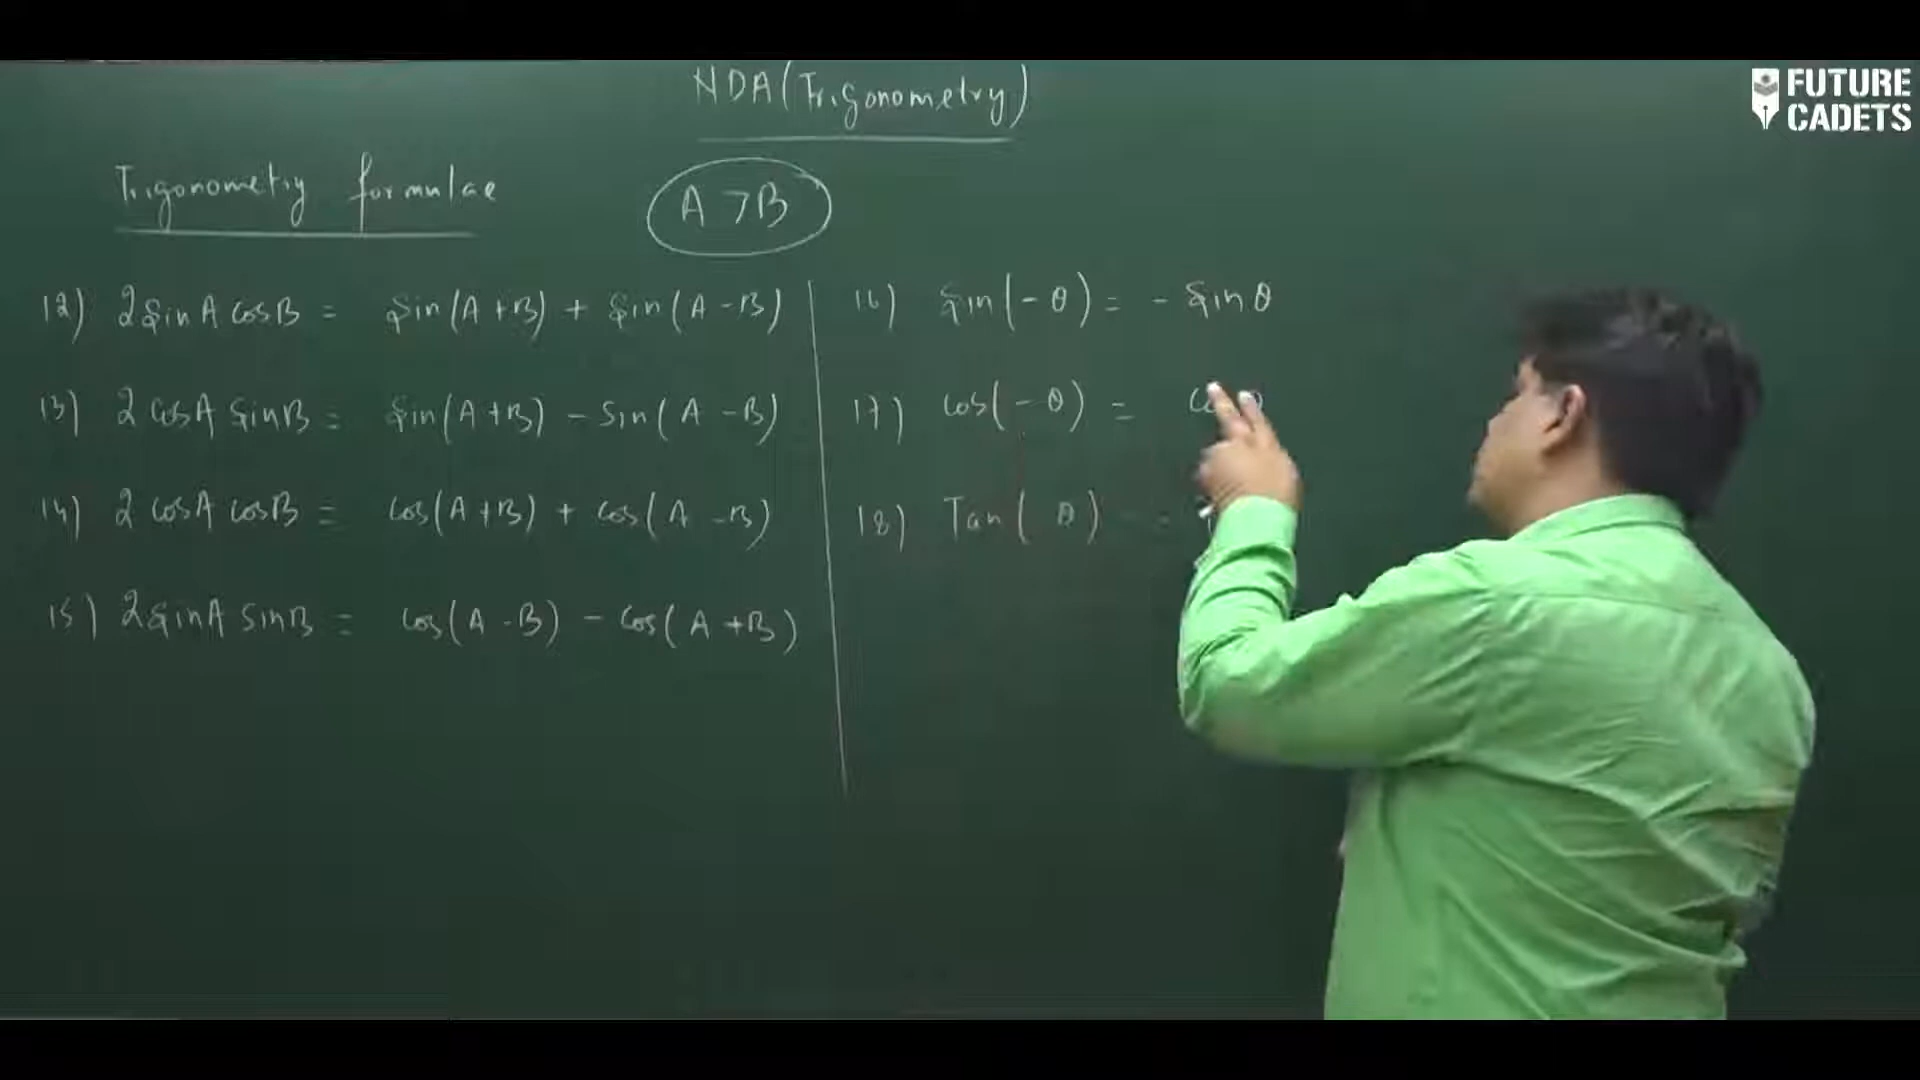 NDA (Trigonometry)
FUTURE CADETS
Trigonometry formulae
A > B
12) 2 sin A cos B = sin(A + B) + sin(A - B)
13) 2 cos A sin B = sin(A + B) - sin(A - B)
14) 2 cos A cos B = cos(A + B) + cos(A - B)
15) 2 sin A sin B = cos(A - B) - cos(A + B)
16) sin(-θ) = - sin θ
17) cos(-θ) =
18) Tan( θ) =